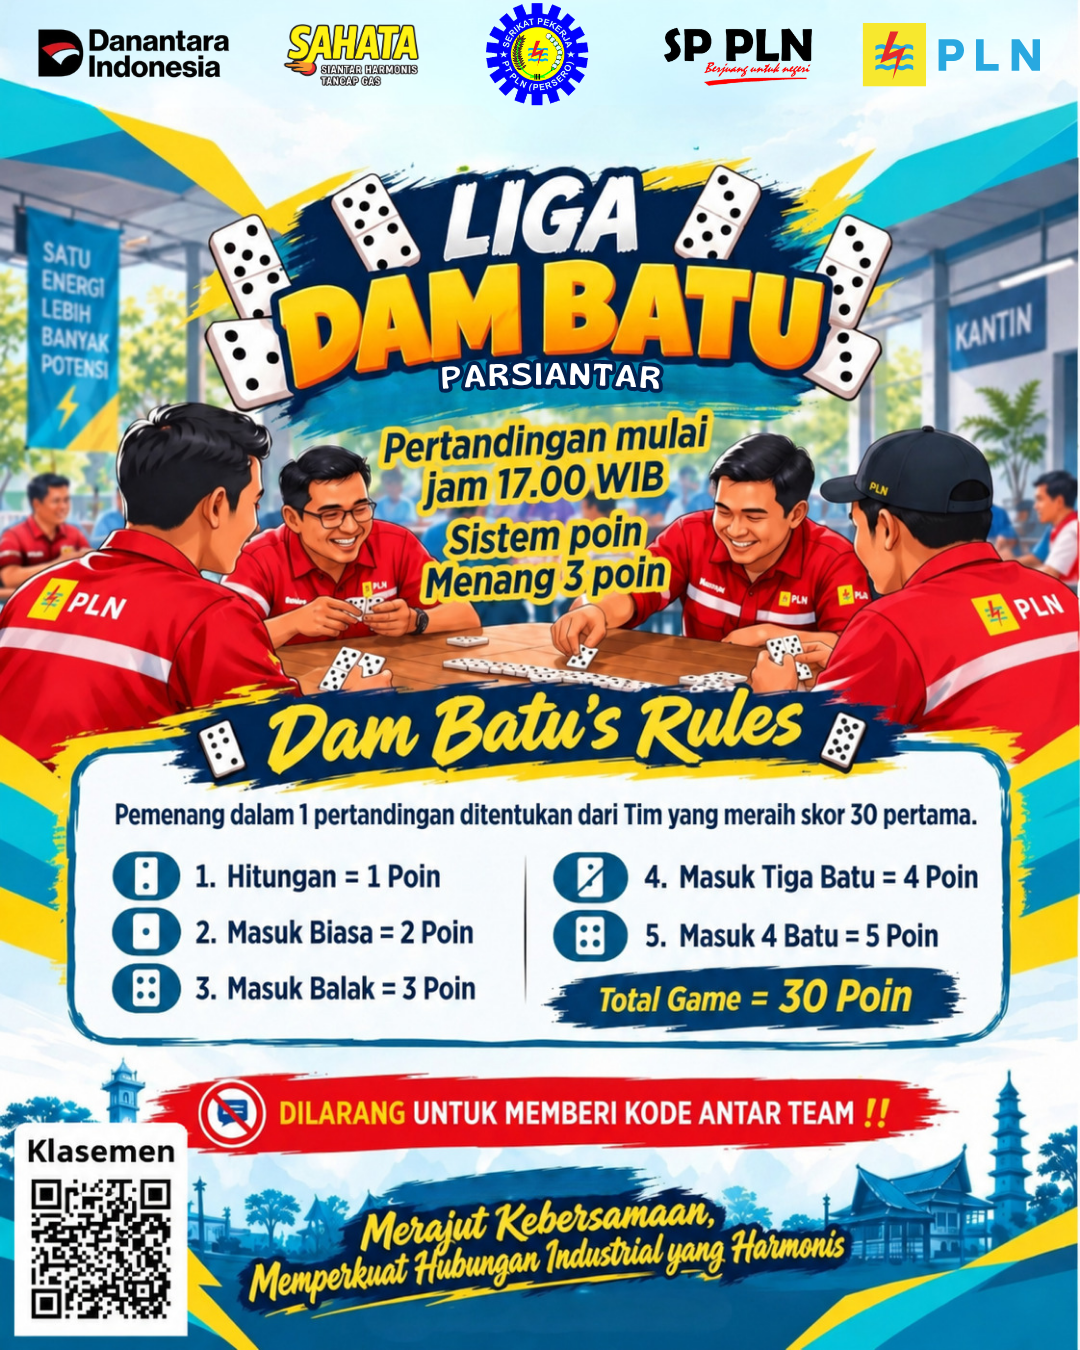 Danantara
Indonesia
SAHATA
SIANTAR HARMONIS
TANCAP GAS
SERIKAT PEKERJA
PT PLN (PERSERO)
SP PLN
Berjuang untuk negeri
PLN
LIGA
DAM BATU
PARSIANTAR
SATU
ENERGI
LEBIH
BANYAK
POTENSI
KANTIN
Pertandingan mulai
jam 17.00 WIB
Sistem poin
Menang 3 poin
PLN
PLN
PLN
PLN
PLN
PLN
Dam Batu's Rules
Pemenang dalam 1 pertandingan ditentukan dari Tim yang meraih skor 30 pertama.
1. Hitungan = 1 Poin
2. Masuk Biasa = 2 Poin
3. Masuk Balak = 3 Poin
4. Masuk Tiga Batu = 4 Poin
5. Masuk 4 Batu = 5 Poin
Total Game = 30 Poin
DILARANG UNTUK MEMBERI KODE ANTAR TEAM !!
Klasemen
Merajut Kebersamaan,
Memperkuat Hubungan Industrial yang Harmonis